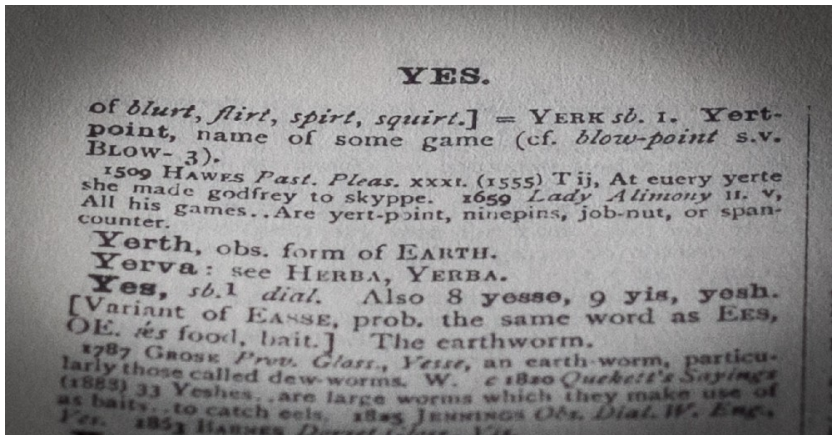 YES.
of blurt, flirt, spirt, squirt.] = YERK sb. 1. Yert-
point, name of some game (cf. blow-point s.v.
BLOW- 3).
1509 HAWES Past. Pleas. XXXI. (1555) T ij, At euery yerte
she made godfrey to skyppe. 1659 Lady Alimony II. v,
All his games..Are yert-point, ninepins, job-nut, or span-
counter.
Yerth, obs. form of EARTH.
Yerva: see HERBA, YERBA.
Yes, sb.1 dial. Also 8 yesse, 9 yis, yesh.
[Variant of EASSE, prob. the same word as EES,
OE. ǽs food, bait.] The earthworm.
1787 GROSE Prov. Gloss., Yesse, an earth-worm, particu-
larly those called dew-worms. W. c 1820 Quekett's Sayings
(1883) 33 Yeshes..are large worms which they make use of
as baits..to catch eels. 1825 JENNINGS Obs. Dial. W. Eng.,
Yes. 1863 BARNES Dorset Gloss.